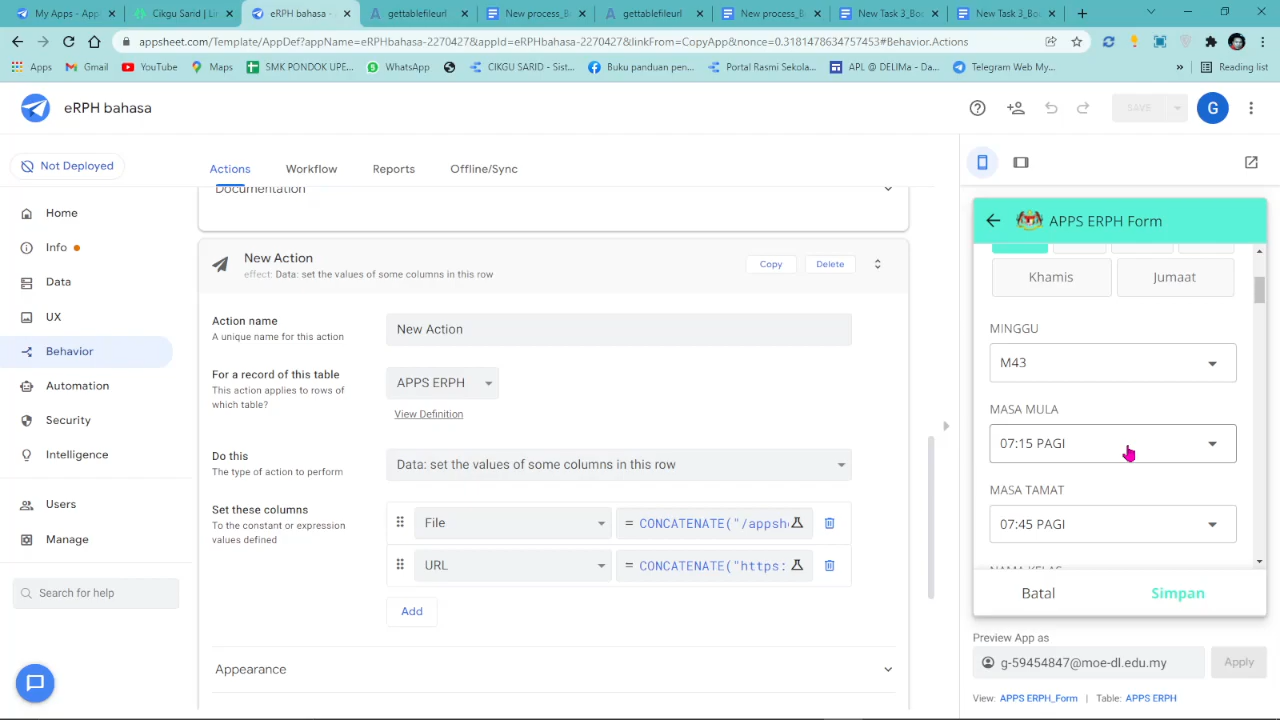 My Apps - App
Cikgu Sand | Lin
eRPH bahasa -
gettablefileurl
New process_B
gettablefileurl
New process_B
New Task 3_Bo
New Task 3_Bo
appsheet.com/Template/AppDef?appName=eRPHbahasa-2270427&appId=eRPHbahasa-2270427&linkFrom=CopyApp&nonce=0.3181478634757453#Behavior.Actions
Apps
Gmail
YouTube
Maps
SMK PONDOK UPE...
WhatsApp
CIKGU SARID - Sist...
Buku panduan pen...
Portal Rasmi Sekola...
APL @ DELIMa - Da...
Telegram Web My...
»
Reading list
eRPH bahasa
SAVE
G
Not Deployed
Actions
Workflow
Reports
Offline/Sync
Home
Info
Data
UX
Behavior
Automation
Security
Intelligence
Users
Manage
Search for help
Documentation
New Action
effect: Data: set the values of some columns in this row
Copy
Delete
Action name
A unique name for this action
New Action
For a record of this table
This action applies to rows of
which table?
APPS ERPH
View Definition
Do this
The type of action to perform
Data: set the values of some columns in this row
Set these columns
To the constant or expression
values defined
File
= CONCATENATE("/appsh
URL
= CONCATENATE("https:
Add
Appearance
APPS ERPH Form
Khamis
Jumaat
MINGGU
M43
MASA MULA
07:15 PAGI
MASA TAMAT
07:45 PAGI
NAMA KELAS
Batal
Simpan
Preview App as
g-59454847@moe-dl.edu.my
Apply
View: APPS ERPH_Form | Table: APPS ERPH